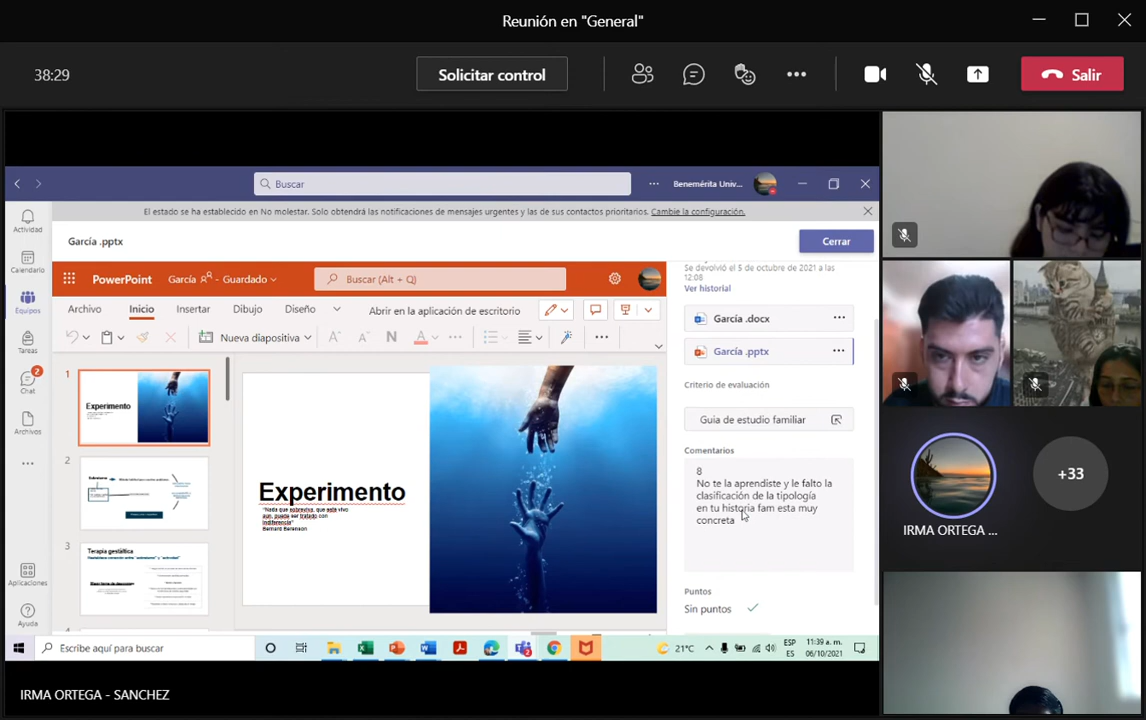 Reunión en "General"
38:29
Solicitar control
Salir
Buscar
Benemérita Univ...
El estado se ha establecido en No molestar. Solo obtendrá las notificaciones de mensajes urgentes y las de sus contactos prioritarios. Cambie la configuración.
Actividad
Calendario
Equipos
Tareas
Chat
2
Archivos
Aplicaciones
Ayuda
García .pptx
Cerrar
PowerPoint
García
- Guardado
Buscar (Alt + Q)
Archivo
Inicio
Insertar
Dibujo
Diseño
Abrir en la aplicación de escritorio
Nueva diapositiva
N
A
1
Experimento
2
3
Terapia gestáltica
4
Experimento
"Nada que sobreviva, que este vivo
aún, puede ser tratado con
indiferencia"
Bernard Berenson
Se devolvió el 5 de octubre de 2021 a las
12:08
Ver historial
García .docx
García .pptx
Criterio de evaluación
Guia de estudio familiar
Comentarios
8
No te la aprendiste y le falto la
clasificación de la tipología
en tu historia fam esta muy
concreta
Puntos
Sin puntos
Escribe aquí para buscar
21°C
ESP
ES
11:39 a. m.
06/10/2021
+33
IRMA ORTEGA ...
IRMA ORTEGA - SANCHEZ